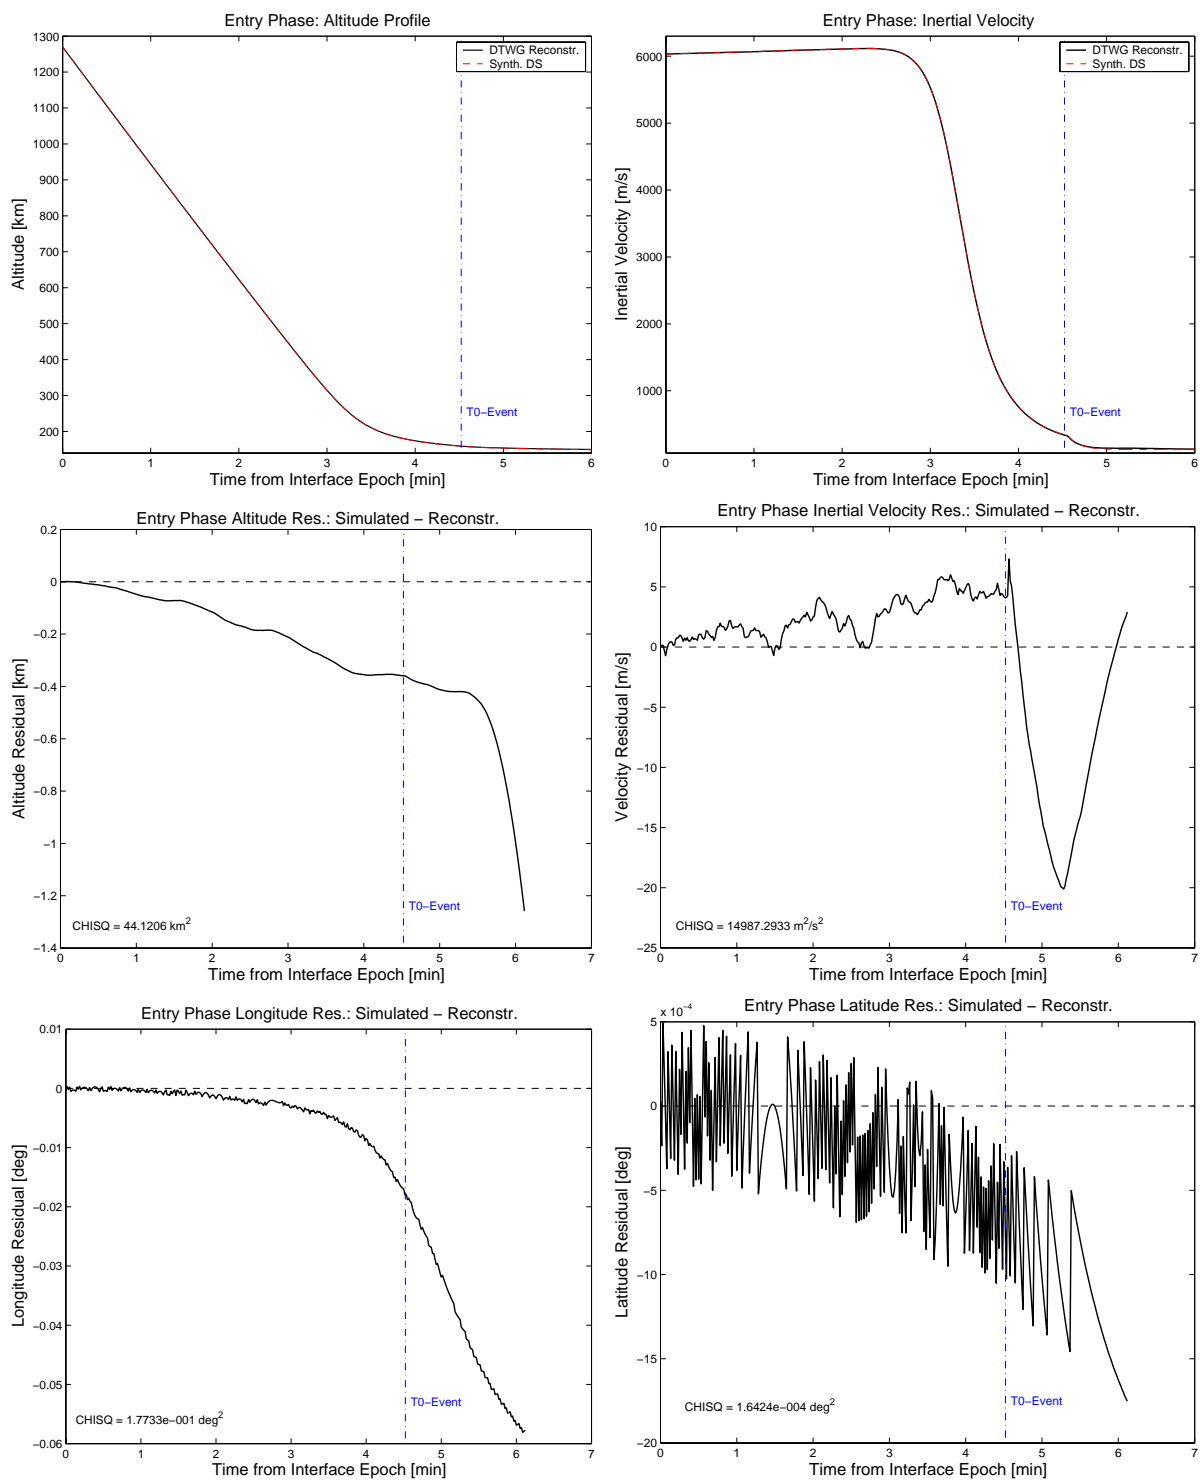 Entry Phase: Altitude Profile
1300
1200
1100
1000
900
800
700
600
500
400
300
200
0 1 2 3 4 5 6
Altitude [km]
Time from Interface Epoch [min]
DTWG Reconstr.
Synth. DS
T0−Event
Entry Phase: Inertial Velocity
6000
5000
4000
3000
2000
1000
0 1 2 3 4 5 6
Inertial Velocity [m/s]
Time from Interface Epoch [min]
DTWG Reconstr.
Synth. DS
T0−Event
Entry Phase Altitude Res.: Simulated − Reconstr.
0.2
0
−0.2
−0.4
−0.6
−0.8
−1
−1.2
−1.4
0 1 2 3 4 5 6 7
Altitude Residual [km]
Time from Interface Epoch [min]
T0−Event
CHISQ = 44.1206 km²
Entry Phase Inertial Velocity Res.: Simulated − Reconstr.
10
5
0
−5
−10
−15
−20
−25
0 1 2 3 4 5 6 7
Velocity Residual [m/s]
Time from Interface Epoch [min]
T0−Event
CHISQ = 14987.2933 m²/s²
Entry Phase Longitude Res.: Simulated − Reconstr.
0.01
0
−0.01
−0.02
−0.03
−0.04
−0.05
−0.06
0 1 2 3 4 5 6 7
Longitude Residual [deg]
Time from Interface Epoch [min]
T0−Event
CHISQ = 1.7733e−001 deg²
Entry Phase Latitude Res.: Simulated − Reconstr.
x 10⁻⁴
5
0
−5
−10
−15
−20
0 1 2 3 4 5 6 7
Latitude Residual [deg]
Time from Interface Epoch [min]
T0−Event
CHISQ = 1.6424e−004 deg²